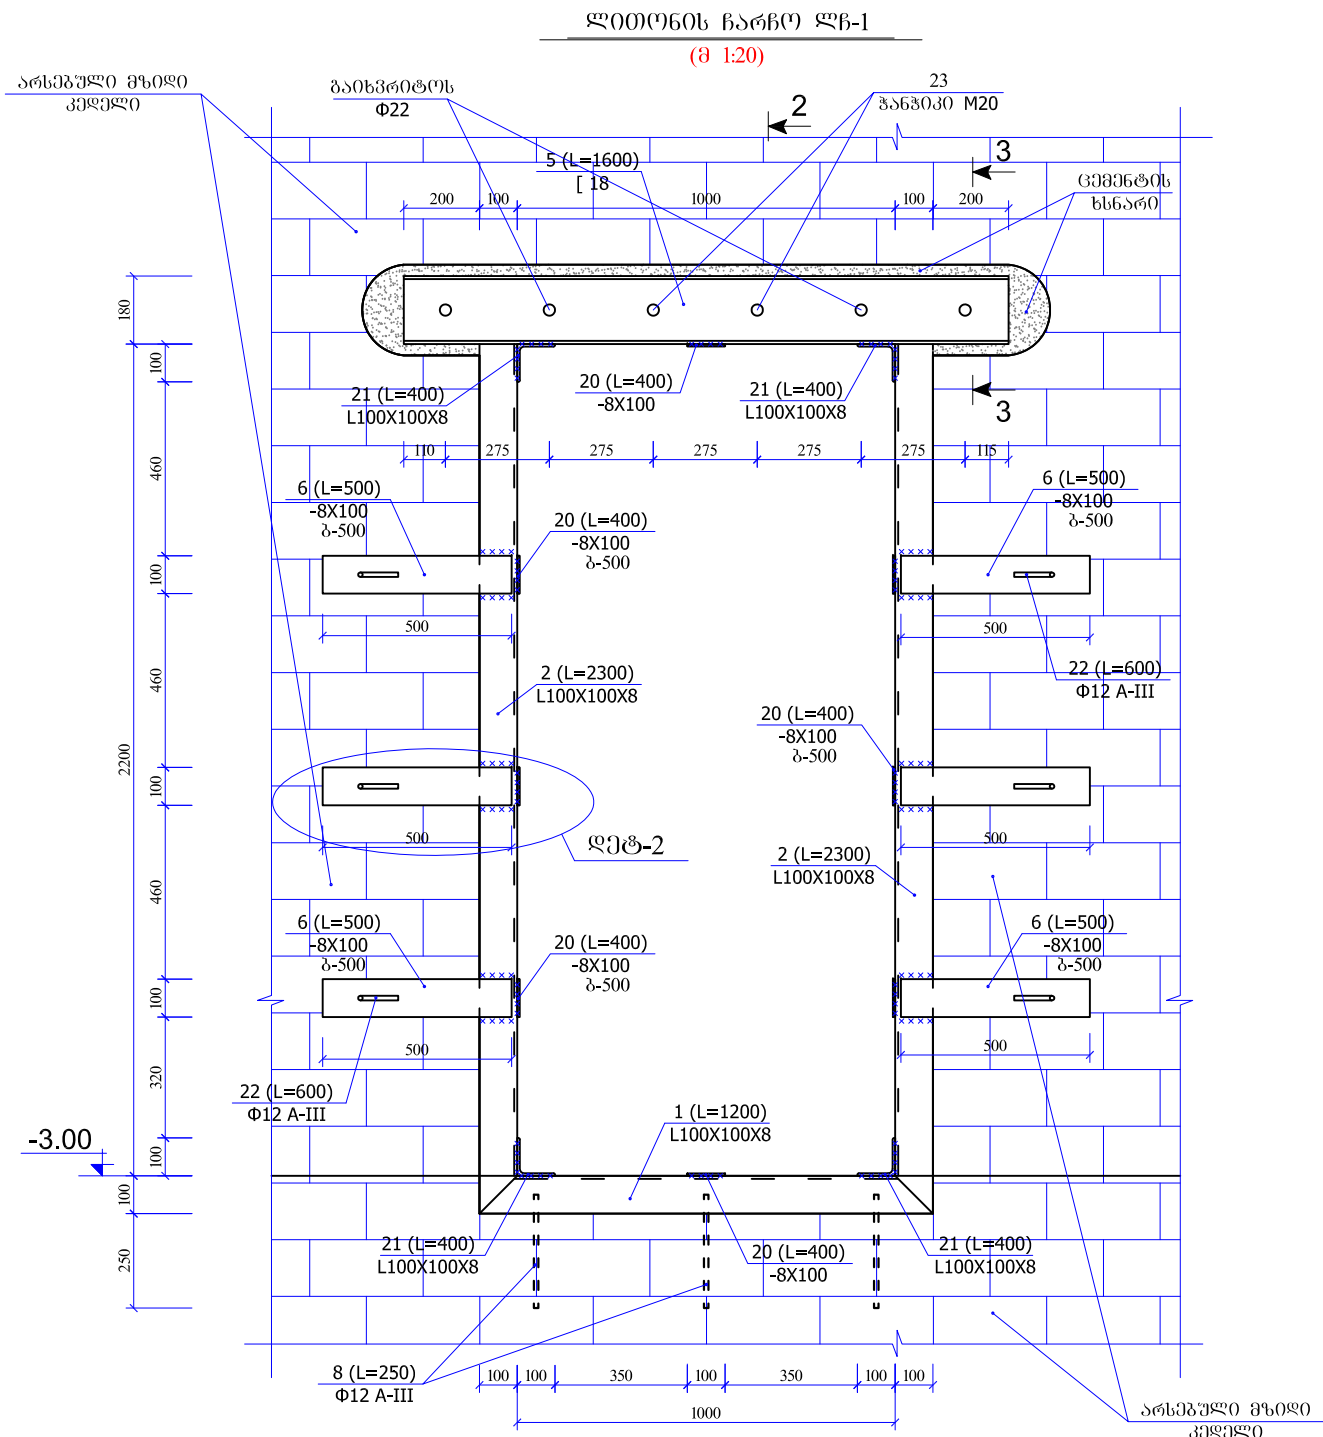 ლითონის ჩარჩო ლჩ-1
(მ 1:20)
არსებული მზიდი
კედელი
გაიხვრიტოს
Φ22
23
ჭანჭიკი M20
2
3
5 (L=1600)
[ 18
ცემენტის
ხსნარი
200
100
1000
100
200
180
100
21 (L=400)
L100X100X8
20 (L=400)
-8X100
21 (L=400)
L100X100X8
3
110
275
275
275
275
275
115
460
6 (L=500)
-8X100
ბ-500
20 (L=400)
-8X100
ბ-500
6 (L=500)
-8X100
ბ-500
100
500
500
22 (L=600)
Φ12 A-III
460
2 (L=2300)
L100X100X8
20 (L=400)
-8X100
ბ-500
2200
100
500
500
დეტ-2
2 (L=2300)
L100X100X8
460
6 (L=500)
-8X100
ბ-500
20 (L=400)
-8X100
ბ-500
6 (L=500)
-8X100
ბ-500
100
500
500
320
22 (L=600)
Φ12 A-III
1 (L=1200)
L100X100X8
-3.00
100
100
21 (L=400)
L100X100X8
20 (L=400)
-8X100
21 (L=400)
L100X100X8
250
8 (L=250)
Φ12 A-III
100
100
350
100
350
100
100
1000
არსებული მზიდი
კედელი